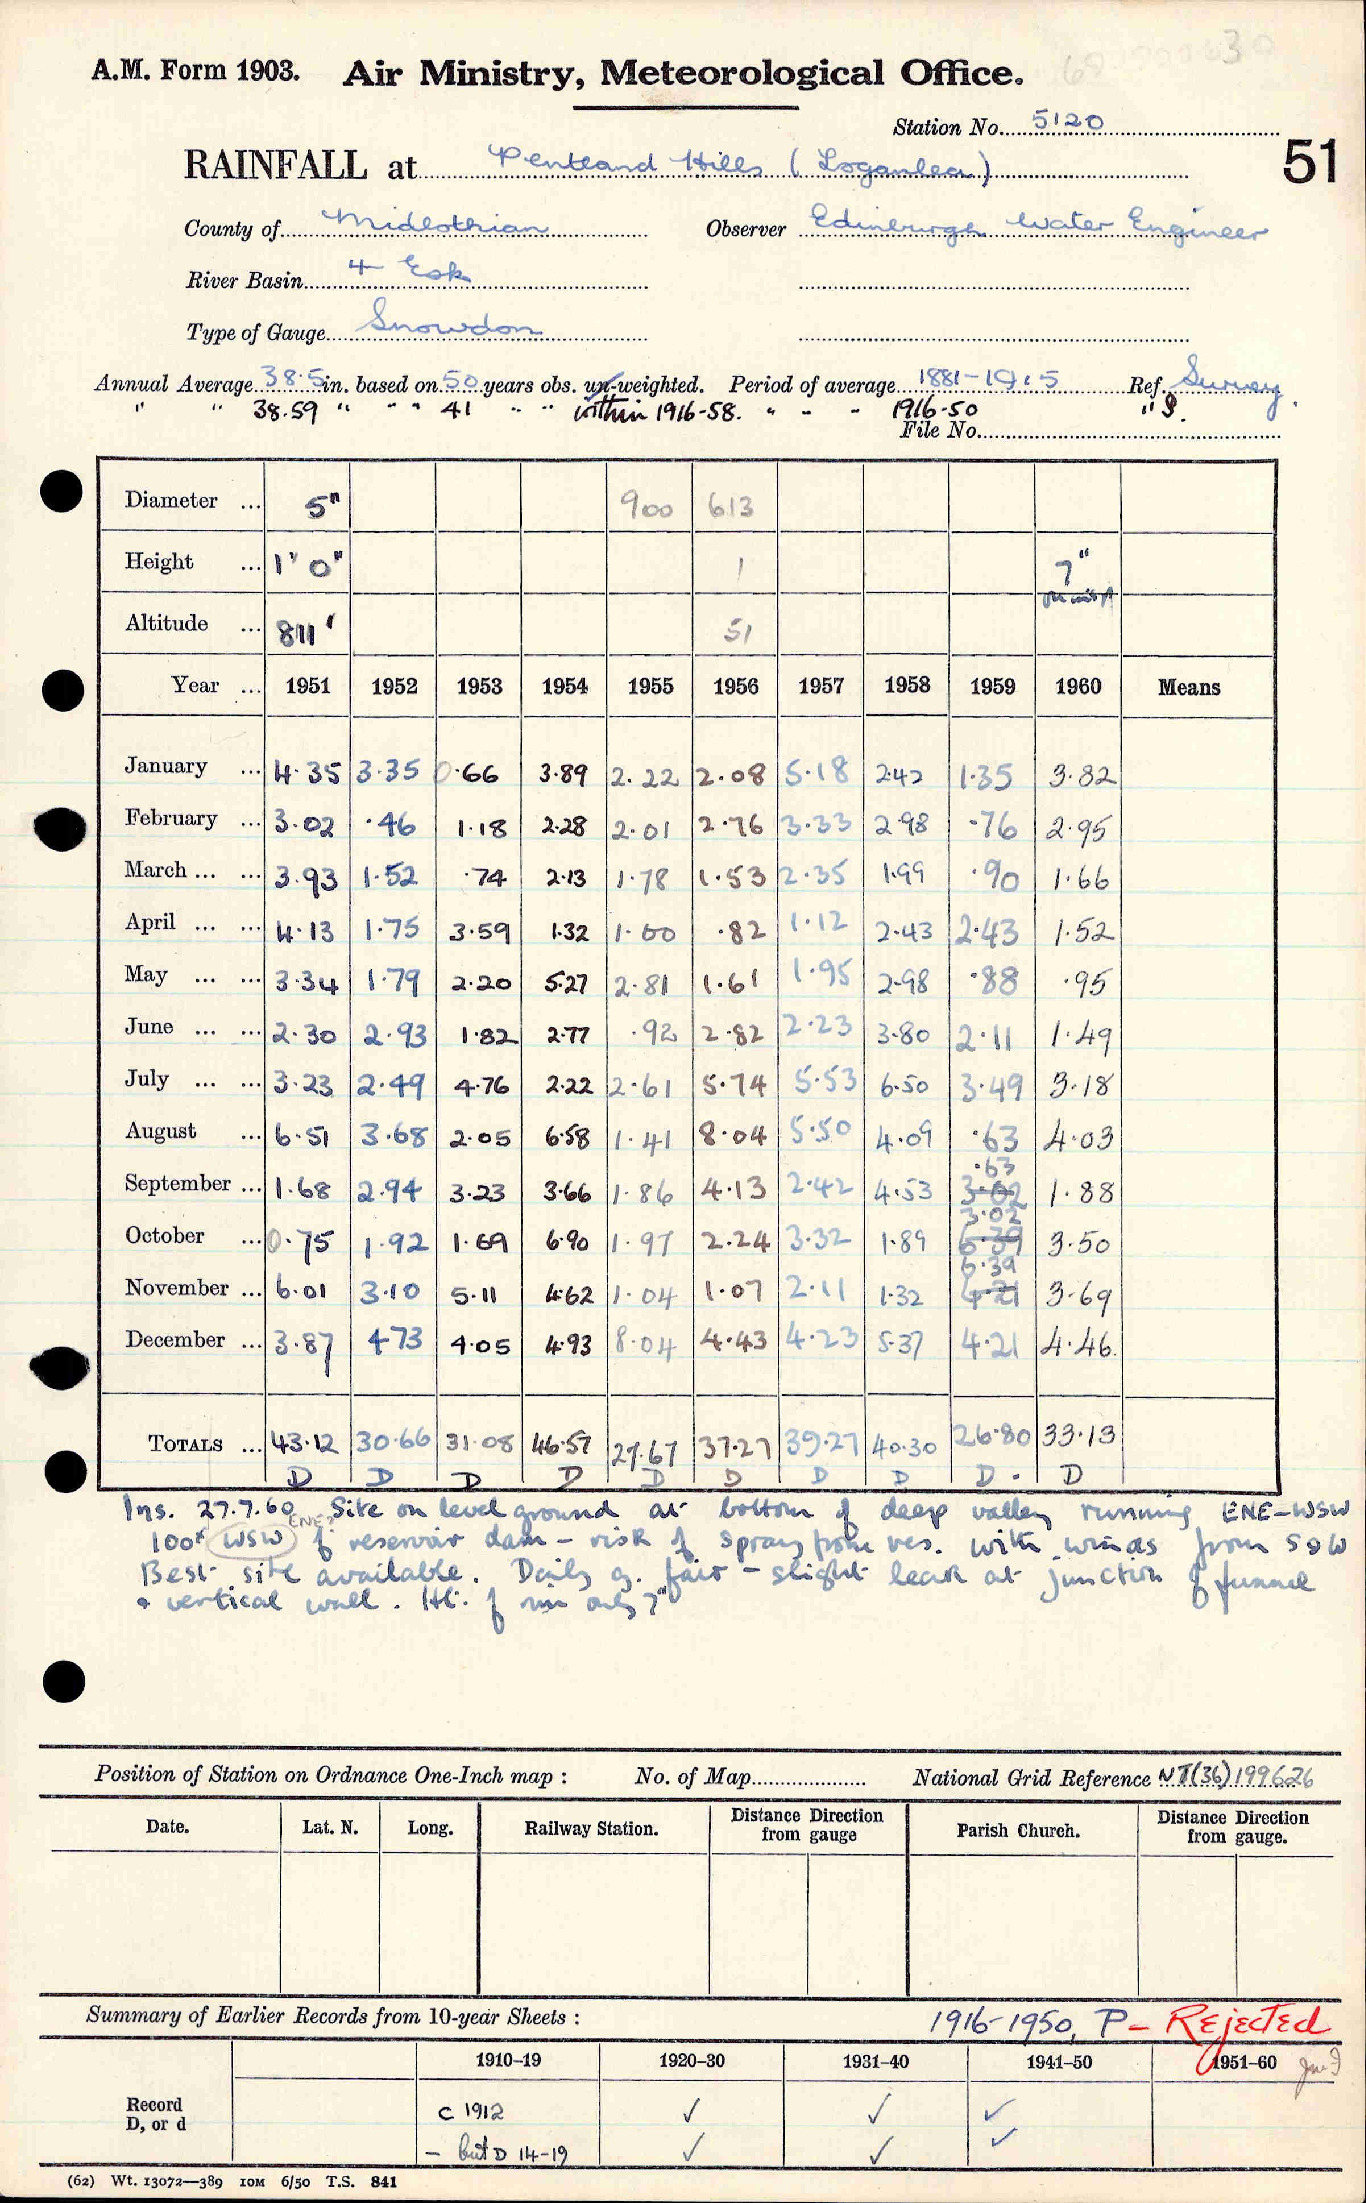 A.M. Form 1903. Air Ministry, Meteorological Office.
Station No. 5120
51
RAINFALL at Pentland Hills (Loganlea)
County of Midlothian Observer Edinburgh Water Engineer
River Basin 4 Esk
Type of Gauge Snowdon
Annual Average 38.5 in. based on 50 years obs. un-weighted. Period of average 1881-1915 Ref. Survey
" " 38.59 " " " 41 " " within 1916-58. " - - 1916-50 "
File No.
Diameter ... 5" 900 613
Height ... 1' 0" 1 7"
Altitude ... 811' 51
Year ... 1951 1952 1953 1954 1955 1956 1957 1958 1959 1960 Means
January ... 4.35 3.35 0.66 3.89 2.22 2.08 5.18 2.42 1.35 3.82
February ... 3.02 .46 1.18 2.28 2.01 2.76 3.33 2.98 .76 2.95
March ... ... 3.93 1.52 .74 2.13 1.78 1.53 2.35 1.99 .90 1.66
April ... ... 4.13 1.75 3.59 1.32 1.00 .82 1.12 2.43 2.43 1.52
May ... ... 3.34 1.79 2.20 5.27 2.81 1.61 1.95 2.98 .88 .95
June ... ... 2.30 2.93 1.82 2.77 .92 2.82 2.23 3.80 2.11 1.49
July ... ... 3.23 2.49 4.76 2.22 2.61 5.74 5.53 6.50 3.49 3.18
August ... 6.51 3.68 2.05 6.58 1.41 8.04 5.50 4.09 .63 4.03
September ... 1.68 2.94 3.23 3.66 1.86 4.13 2.42 4.53 .63 3.02 1.88
October ... 0.75 1.92 1.69 6.90 1.97 2.24 3.32 1.89 3.02 6.39 3.50
November ... 6.01 3.10 5.11 4.62 1.04 1.07 2.11 1.32 6.39 4.21 3.69
December ... 3.87 4.73 4.05 4.93 8.04 4.43 4.23 5.37 4.21 4.46
TOTALS ... 43.12 30.66 31.08 46.57 27.67 37.27 39.27 40.30 26.80 33.13
D D D D D D D D D. D
Ins. 27.7.60. Site on level ground at bottom of deep valley running ENE-WSW
100x WSW ENE? of reservoir dam - risk of spray from res. with winds from S & W
Best site available. Daily g. fair - slight leak at junction of funnel
& vertical wall. Ht. of rim only 7"
Position of Station on Ordnance One-Inch map : No. of Map National Grid Reference NT(36)199626
Date. Lat. N. Long. Railway Station. Distance Direction from gauge Parish Church. Distance Direction from gauge.
Summary of Earlier Records from 10-year Sheets : 1916-1950, P - Rejected
1910-19 1920-30 1931-40 1941-50 1951-60
Record c 1912 ✓ ✓ ✓
D, or d - but D 14-19 ✓ ✓ ✓
(62) Wt. 13072—389 10M 6/50 T.S. 841